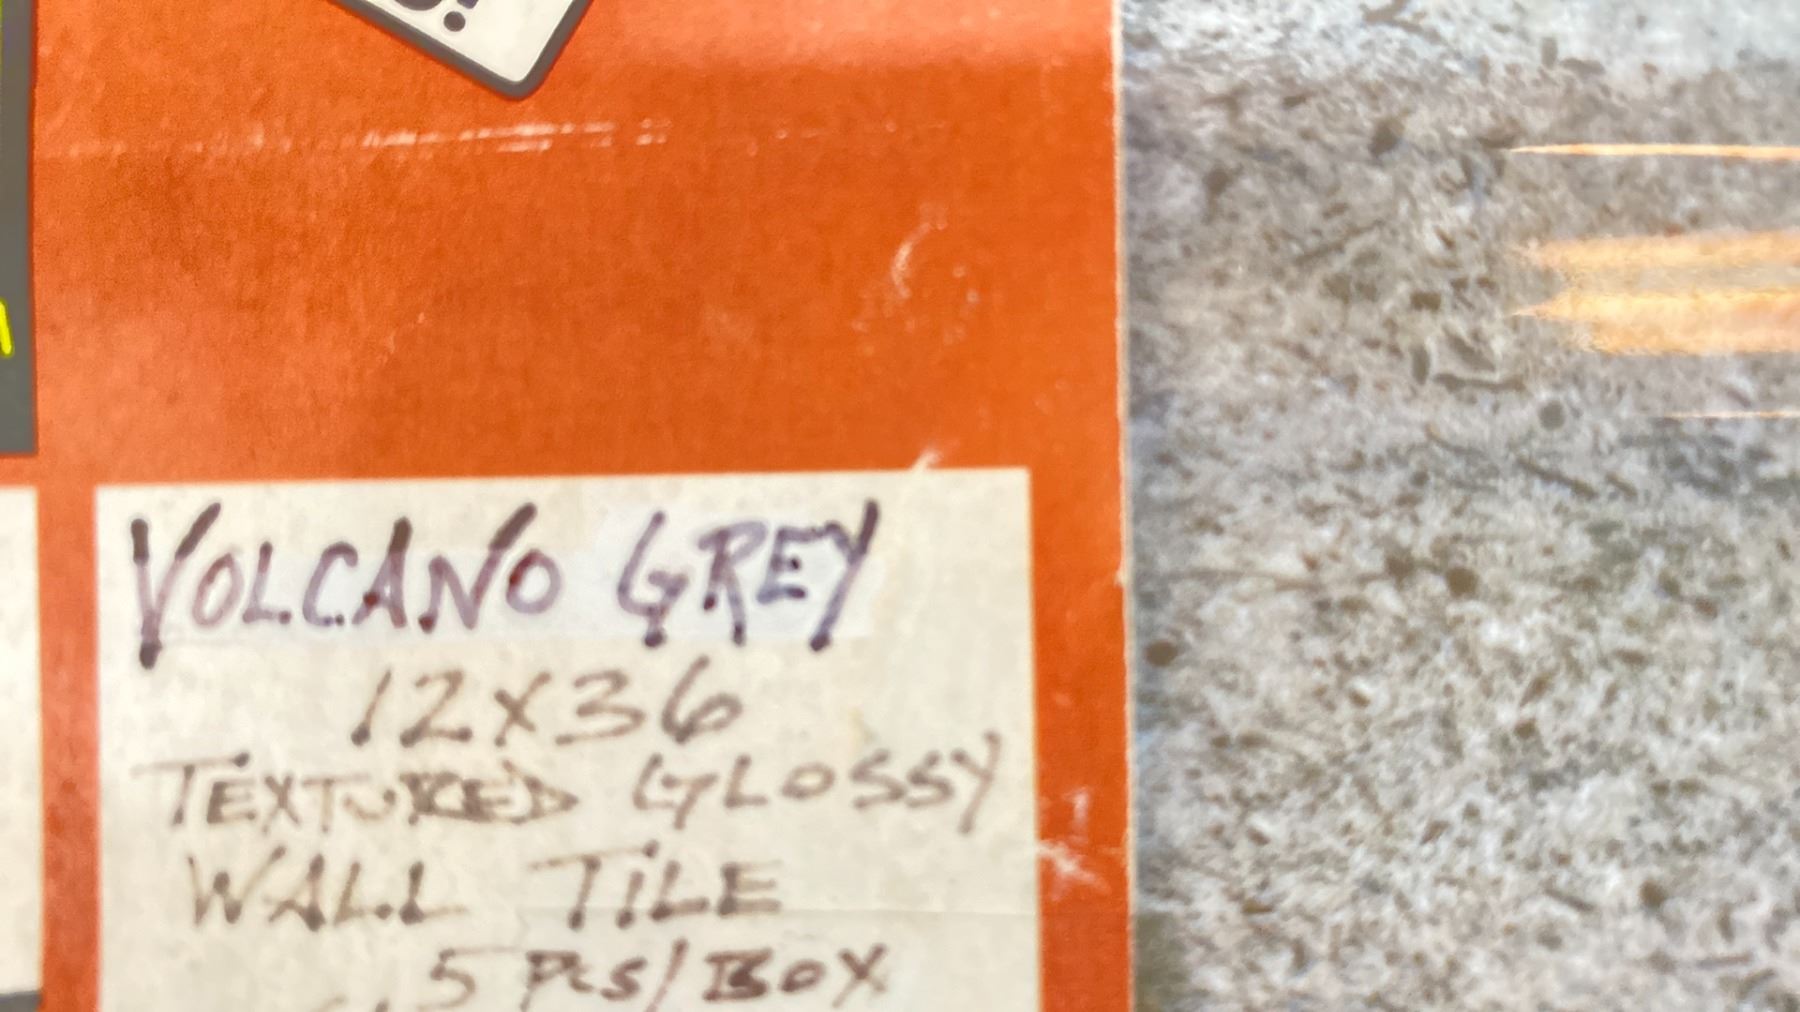 VOLCANO GREY
12x36
TEXTURED GLOSSY
WALL TILE
5 PCS/BOX